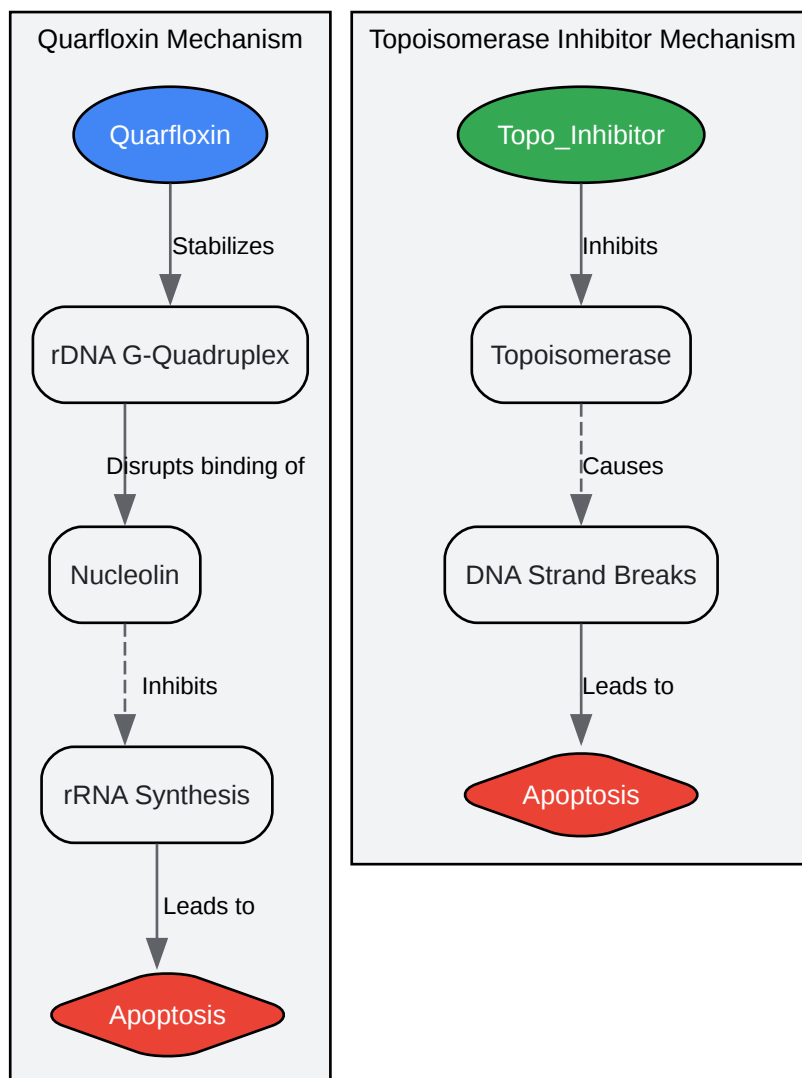 Quarfloxin Mechanism
Quarfloxin
Stabilizes
rDNA G-Quadruplex
Disrupts binding of
Nucleolin
Inhibits
rRNA Synthesis
Leads to
Apoptosis
Topoisomerase Inhibitor Mechanism
Topo_Inhibitor
Inhibits
Topoisomerase
Causes
DNA Strand Breaks
Leads to
Apoptosis